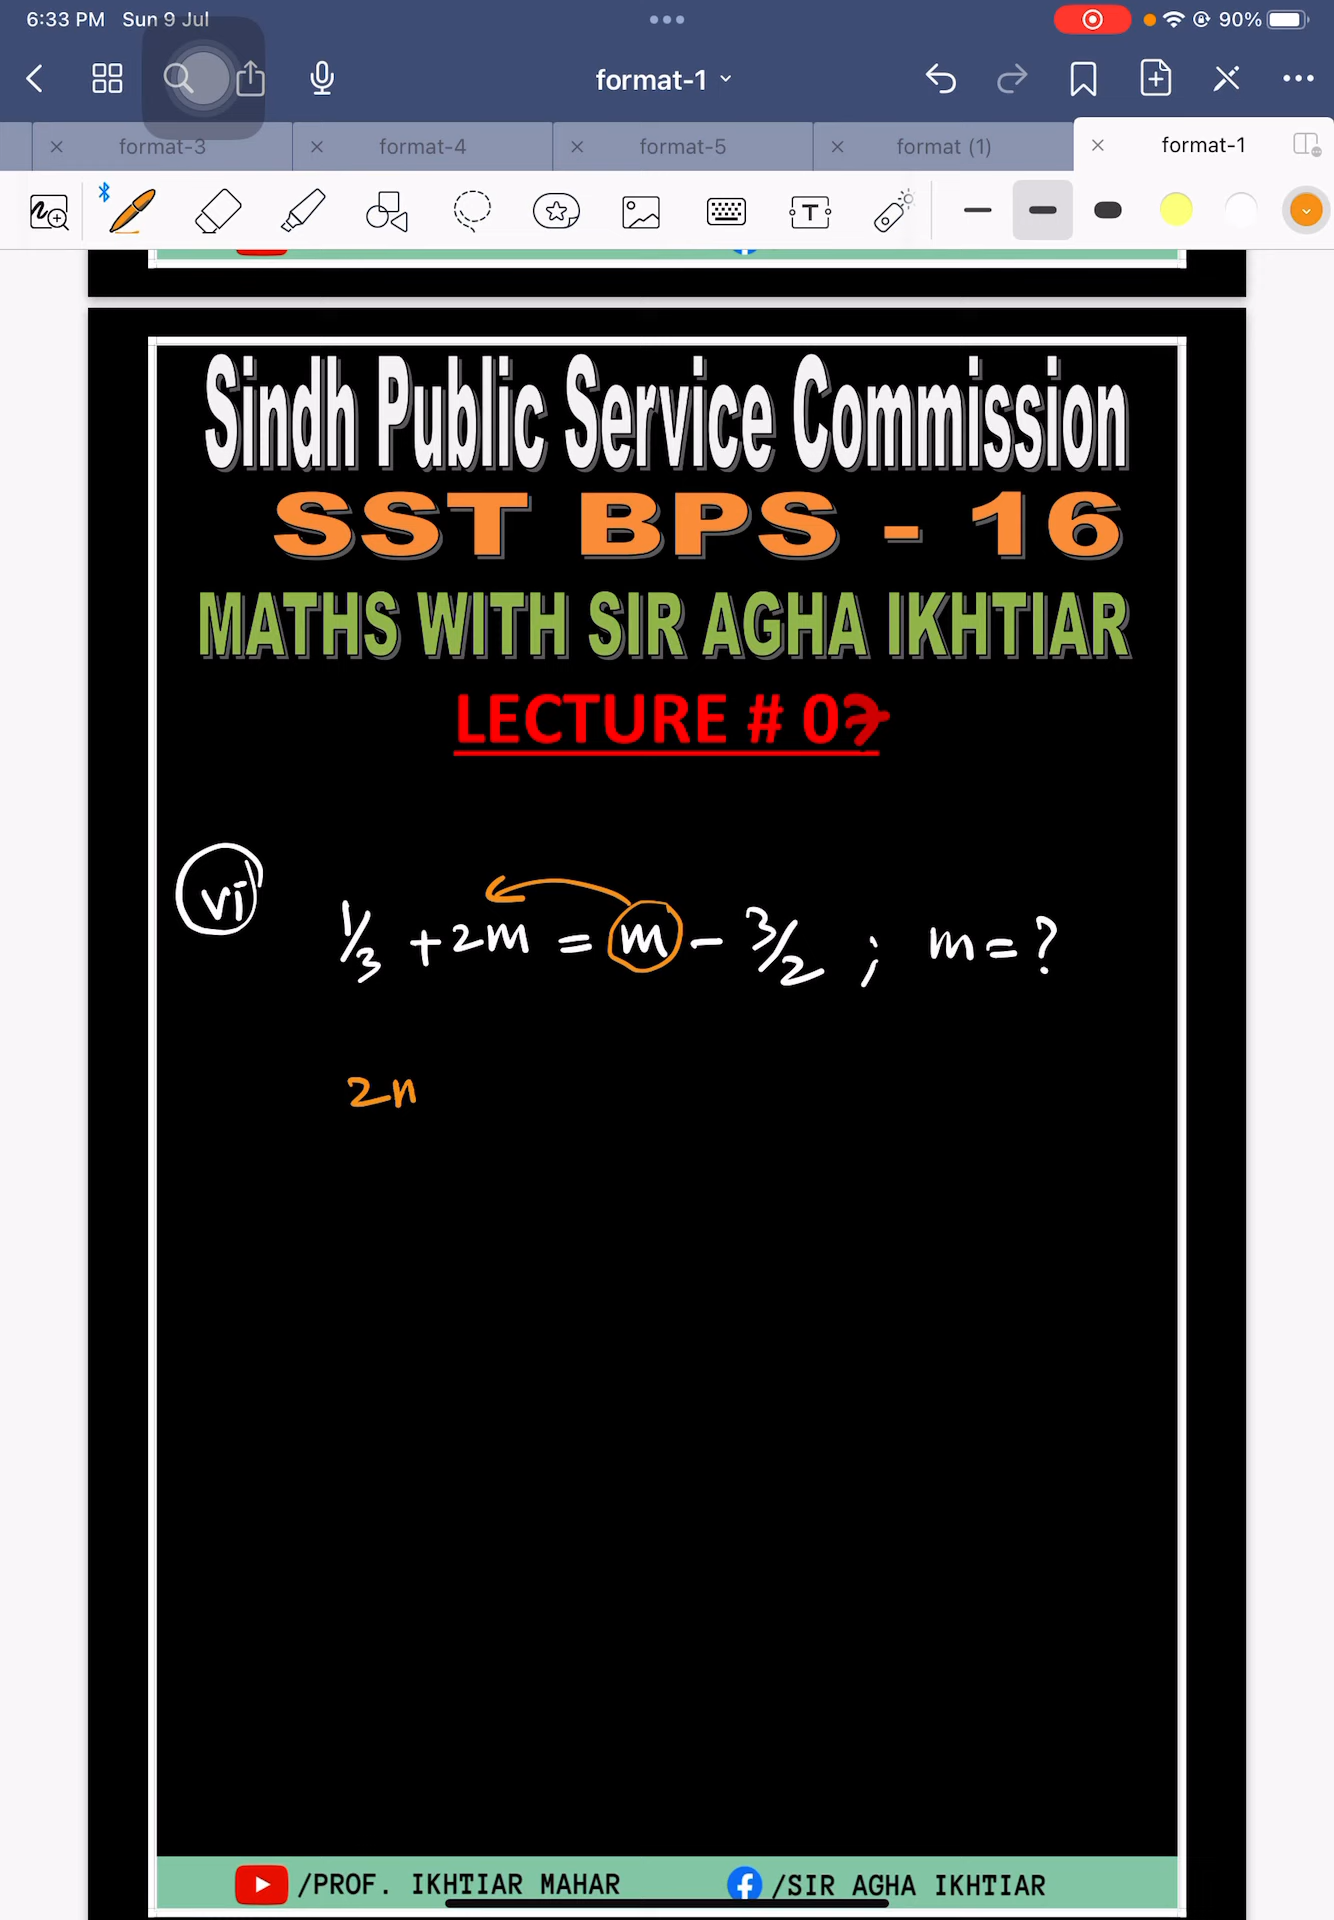 6:33 PM Sun 9 Jul 90%
format-1
format-3 format-4 format-5 format (1) format-1
Sindh Public Service Commission
SST BPS - 16
MATHS WITH SIR AGHA IKHTIAR
LECTURE # 07
vi 1/3 + 2m = m - 3/2 ; m = ?
2n
/PROF. IKHTIAR MAHAR /SIR AGHA IKHTIAR